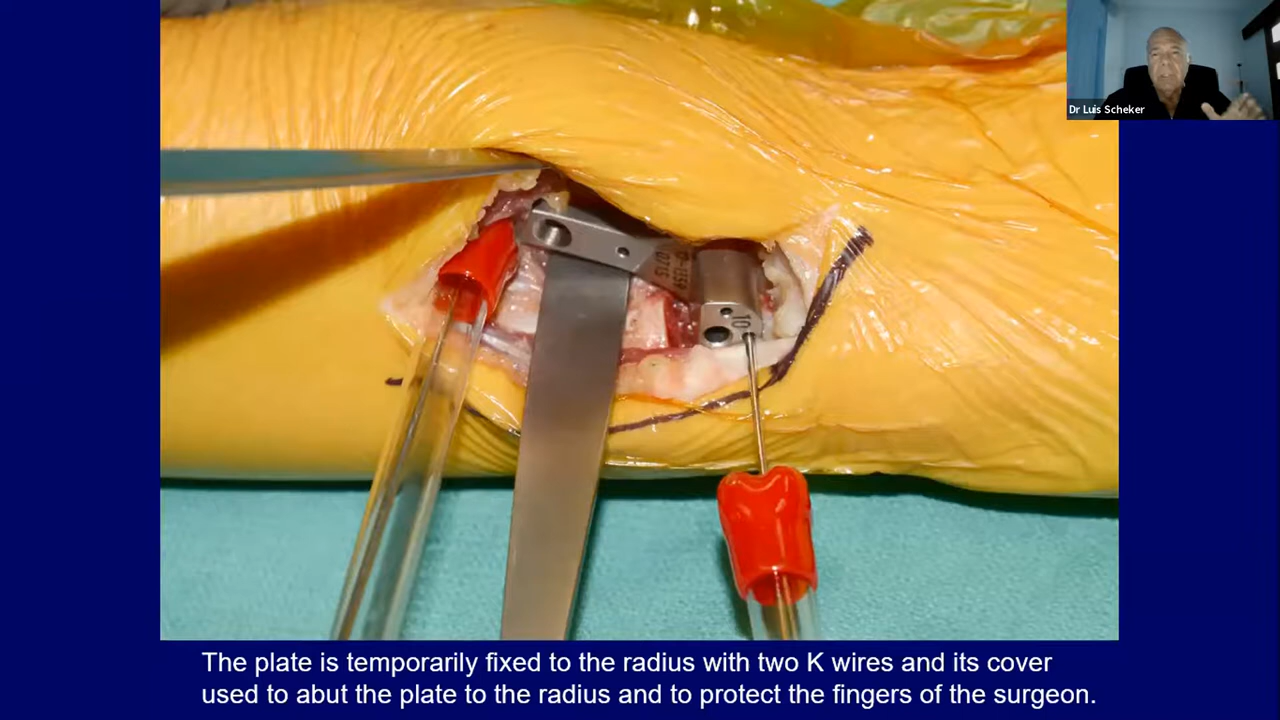 Dr Luis Scheker
10
The plate is temporarily fixed to the radius with two K wires and its cover
used to abut the plate to the radius and to protect the fingers of the surgeon.